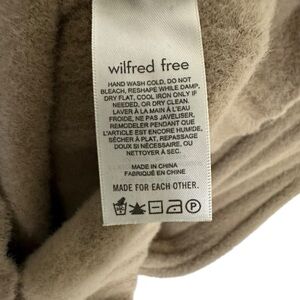 wilfred free
HAND WASH COLD, DO NOT
BLEACH, RESHAPE WHILE DAMP,
DRY FLAT, COOL IRON ONLY IF
NEEDED, OR DRY CLEAN.
LAVER À LA MAIN À L'EAU
FROIDE, NE PAS JAVELISER,
REMODELER PENDANT QUE
L'ARTICLE EST ENCORE HUMIDE,
SÉCHER À PLAT, REPASSAGE
DOUX SI NÉCESSAIRE, OU
NETTOYER À SEC.
MADE IN CHINA
FABRIQUÉ EN CHINE
MADE FOR EACH OTHER.
P